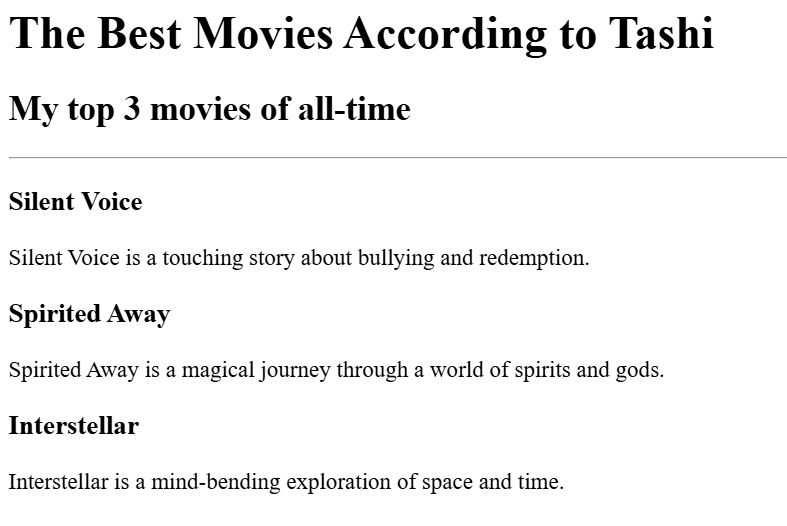 The Best Movies According to Tashi
My top 3 movies of all-time
Silent Voice
Silent Voice is a touching story about bullying and redemption.
Spirited Away
Spirited Away is a magical journey through a world of spirits and gods.
Interstellar
Interstellar is a mind-bending exploration of space and time.